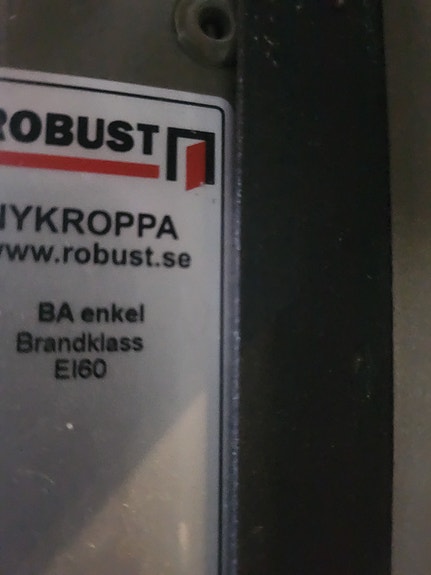 ROBUST
NYKROPPA
www.robust.se
BA enkel
Brandklass
EI60